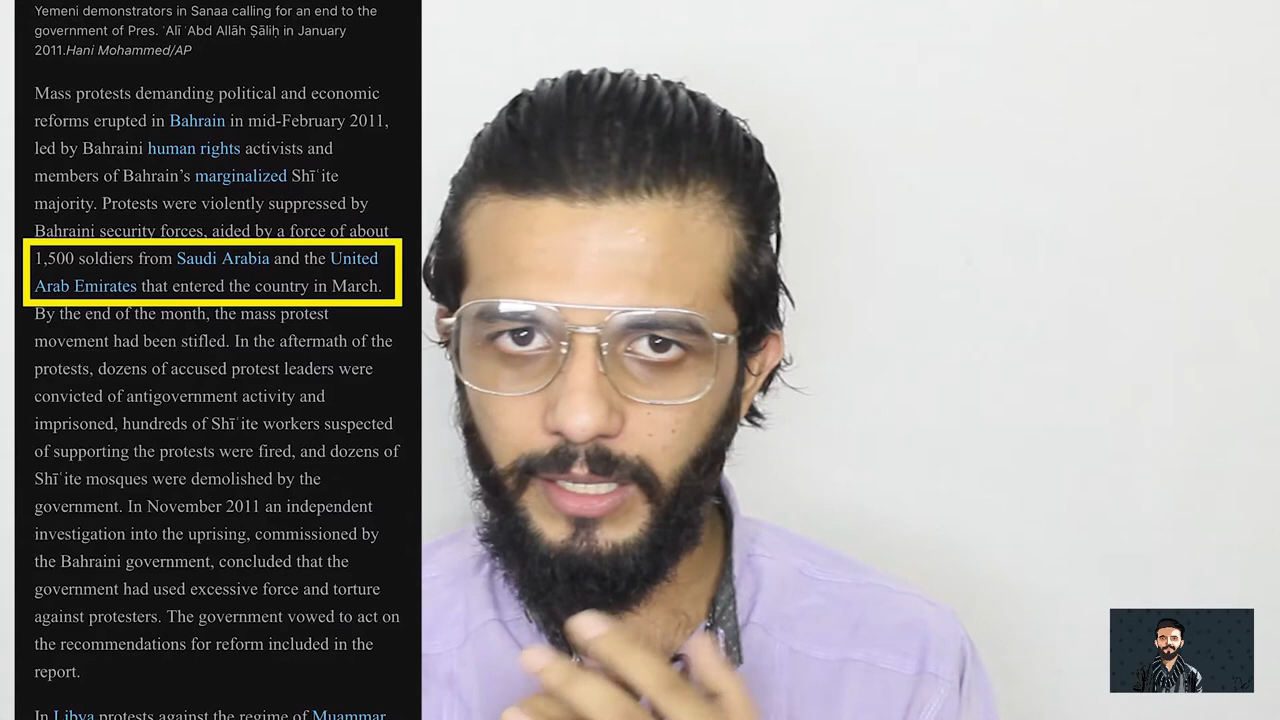 Yemeni demonstrators in Sanaa calling for an end to the
government of Pres. ʿAlī ʿAbd Allāh Ṣāliḥ in January
2011.Hani Mohammed/AP
Mass protests demanding political and economic
reforms erupted in Bahrain in mid-February 2011,
led by Bahraini human rights activists and
members of Bahrain’s marginalized Shīʿite
majority. Protests were violently suppressed by
Bahraini security forces, aided by a force of about
1,500 soldiers from Saudi Arabia and the United
Arab Emirates that entered the country in March.
By the end of the month, the mass protest
movement had been stifled. In the aftermath of the
protests, dozens of accused protest leaders were
convicted of antigovernment activity and
imprisoned, hundreds of Shīʿite workers suspected
of supporting the protests were fired, and dozens of
Shīʿite mosques were demolished by the
government. In November 2011 an independent
investigation into the uprising, commissioned by
the Bahraini government, concluded that the
government had used excessive force and torture
against protesters. The government vowed to act on
the recommendations for reform included in the
report.
In Libya protests against the regime of Muammar